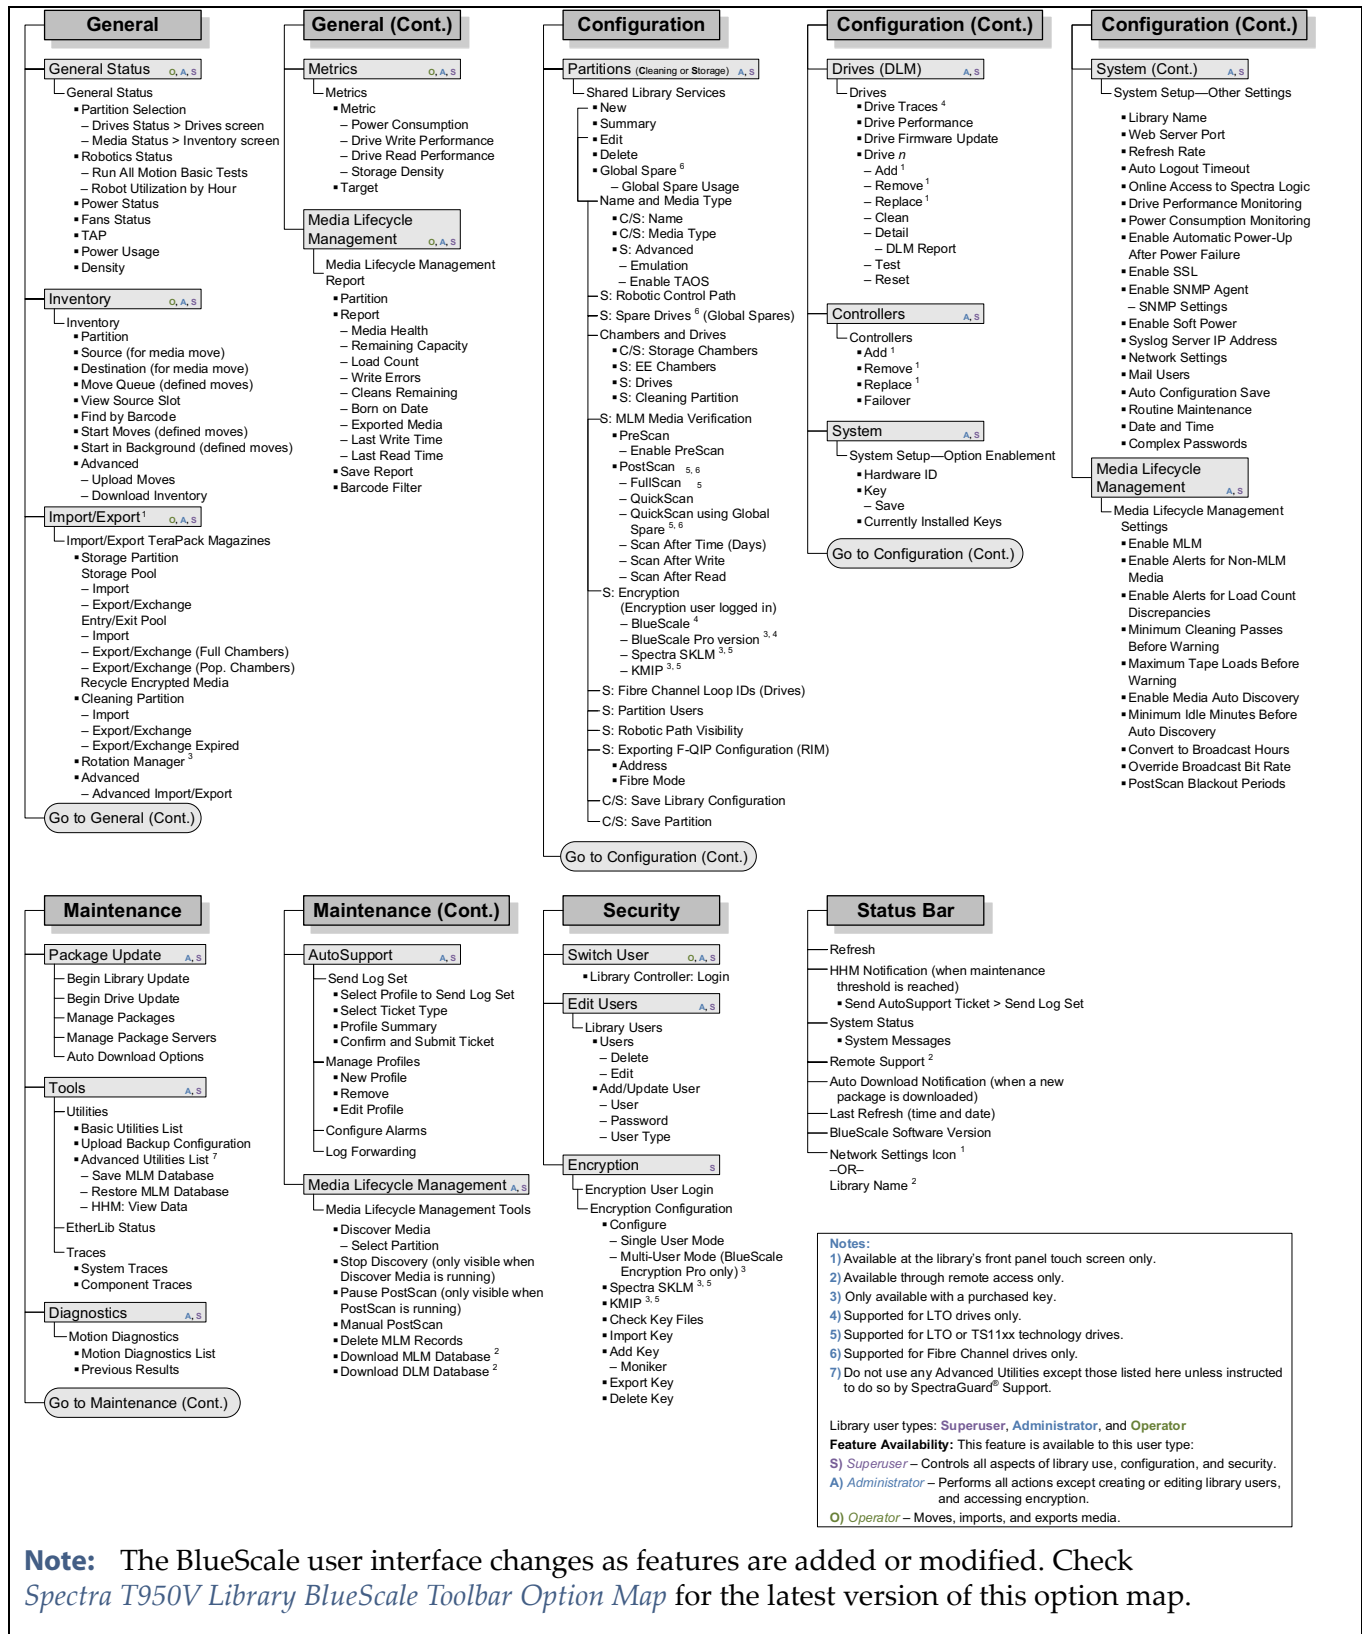 General
General Status O, A, S
General Status
▪ Partition Selection
– Drives Status > Drives screen
– Media Status > Inventory screen
▪ Robotics Status
– Run All Motion Basic Tests
– Robot Utilization by Hour
▪ Power Status
▪ Fans Status
▪ TAP
▪ Power Usage
▪ Density
Inventory O, A, S
Inventory
▪ Partition
▪ Source (for media move)
▪ Destination (for media move)
▪ Move Queue (defined moves)
▪ View Source Slot
▪ Find by Barcode
▪ Start Moves (defined moves)
▪ Start in Background (defined moves)
▪ Advanced
– Upload Moves
– Download Inventory
Import/Export 1 O, A, S
Import/Export TeraPack Magazines
▪ Storage Partition
Storage Pool
– Import
– Export/Exchange
Entry/Exit Pool
– Import
– Export/Exchange (Full Chambers)
– Export/Exchange (Pop. Chambers)
Recycle Encrypted Media
▪ Cleaning Partition
– Import
– Export/Exchange
– Export/Exchange Expired
▪ Rotation Manager 3
▪ Advanced
– Advanced Import/Export
Go to General (Cont.)
General (Cont.)
Metrics O, A, S
Metrics
▪ Metric
– Power Consumption
– Drive Write Performance
– Drive Read Performance
– Storage Density
▪ Target
Media Lifecycle
Management O, A, S
Media Lifecycle Management
Report
▪ Partition
▪ Report
– Media Health
– Remaining Capacity
– Load Count
– Write Errors
– Cleans Remaining
– Born on Date
– Exported Media
– Last Write Time
– Last Read Time
▪ Save Report
▪ Barcode Filter
Configuration
Partitions (Cleaning or Storage) A, S
Shared Library Services
▪ New
▪ Summary
▪ Edit
▪ Delete
▪ Global Spare 6
– Global Spare Usage
Name and Media Type
▪ C/S: Name
▪ C/S: Media Type
▪ S: Advanced
– Emulation
– Enable TAOS
S: Robotic Control Path
S: Spare Drives 6 (Global Spares)
Chambers and Drives
▪ C/S: Storage Chambers
▪ S: EE Chambers
▪ S: Drives
▪ S: Cleaning Partition
S: MLM Media Verification
▪ PreScan
– Enable PreScan
▪ PostScan 5, 6
– FullScan 5
– QuickScan
– QuickScan using Global
Spare 5, 6
– Scan After Time (Days)
– Scan After Write
– Scan After Read
S: Encryption
(Encryption user logged in)
– BlueScale 4
– BlueScale Pro version 3, 4
– Spectra SKLM 3, 5
– KMIP 3, 5
S: Fibre Channel Loop IDs (Drives)
S: Partition Users
S: Robotic Path Visibility
S: Exporting F-QIP Configuration (RIM)
▪ Address
▪ Fibre Mode
C/S: Save Library Configuration
C/S: Save Partition
Go to Configuration (Cont.)
Configuration (Cont.)
Drives (DLM) A, S
Drives
▪ Drive Traces 4
▪ Drive Performance
▪ Drive Firmware Update
▪ Drive n
– Add 1
– Remove 1
– Replace 1
– Clean
– Detail
– DLM Report
– Test
– Reset
Controllers A, S
Controllers
▪ Add 1
▪ Remove 1
▪ Replace 1
▪ Failover
System A, S
System Setup—Option Enablement
▪ Hardware ID
▪ Key
– Save
▪ Currently Installed Keys
Go to Configuration (Cont.)
Configuration (Cont.)
System (Cont.) A, S
System Setup—Other Settings
▪ Library Name
▪ Web Server Port
▪ Refresh Rate
▪ Auto Logout Timeout
▪ Online Access to Spectra Logic
▪ Drive Performance Monitoring
▪ Power Consumption Monitoring
▪ Enable Automatic Power-Up
After Power Failure
▪ Enable SSL
▪ Enable SNMP Agent
– SNMP Settings
▪ Enable Soft Power
▪ Syslog Server IP Address
▪ Network Settings
▪ Mail Users
▪ Auto Configuration Save
▪ Routine Maintenance
▪ Date and Time
▪ Complex Passwords
Media Lifecycle
Management A, S
Media Lifecycle Management
Settings
▪ Enable MLM
▪ Enable Alerts for Non-MLM
Media
▪ Enable Alerts for Load Count
Discrepancies
▪ Minimum Cleaning Passes
Before Warning
▪ Maximum Tape Loads Before
Warning
▪ Enable Media Auto Discovery
▪ Minimum Idle Minutes Before
Auto Discovery
▪ Convert to Broadcast Hours
▪ Override Broadcast Bit Rate
▪ PostScan Blackout Periods
Maintenance
Package Update A, S
Begin Library Update
Begin Drive Update
Manage Packages
Manage Package Servers
Auto Download Options
Tools A, S
Utilities
▪ Basic Utilities List
▪ Upload Backup Configuration
▪ Advanced Utilities List 7
– Save MLM Database
– Restore MLM Database
– HHM: View Data
EtherLib Status
Traces
▪ System Traces
▪ Component Traces
Diagnostics A, S
Motion Diagnostics
▪ Motion Diagnostics List
▪ Previous Results
Go to Maintenance (Cont.)
Maintenance (Cont.)
AutoSupport A, S
Send Log Set
▪ Select Profile to Send Log Set
▪ Select Ticket Type
▪ Profile Summary
▪ Confirm and Submit Ticket
Manage Profiles
▪ New Profile
▪ Remove
▪ Edit Profile
Configure Alarms
Log Forwarding
Media Lifecycle Management A, S
Media Lifecycle Management Tools
▪ Discover Media
– Select Partition
▪ Stop Discovery (only visible when
Discover Media is running)
▪ Pause PostScan (only visible when
PostScan is running)
▪ Manual PostScan
▪ Delete MLM Records
▪ Download MLM Database 2
▪ Download DLM Database 2
Security
Switch User O, A, S
▪ Library Controller: Login
Edit Users A, S
Library Users
▪ Users
– Delete
– Edit
▪ Add/Update User
– User
– Password
– User Type
Encryption S
Encryption User Login
Encryption Configuration
▪ Configure
– Single User Mode
– Multi-User Mode (BlueScale
Encryption Pro only) 3
▪ Spectra SKLM 3, 5
▪ KMIP 3, 5
▪ Check Key Files
▪ Import Key
▪ Add Key
– Moniker
▪ Export Key
▪ Delete Key
Status Bar
Refresh
HHM Notification (when maintenance
threshold is reached)
▪ Send AutoSupport Ticket > Send Log Set
System Status
▪ System Messages
Remote Support 2
Auto Download Notification (when a new
package is downloaded)
Last Refresh (time and date)
BlueScale Software Version
Network Settings Icon 1
–OR–
Library Name 2
Notes:
1) Available at the library's front panel touch screen only.
2) Available through remote access only.
3) Only available with a purchased key.
4) Supported for LTO drives only.
5) Supported for LTO or TS11xx technology drives.
6) Supported for Fibre Channel drives only.
7) Do not use any Advanced Utilities except those listed here unless instructed
to do so by SpectraGuard® Support.
Library user types: Superuser, Administrator, and Operator
Feature Availability: This feature is available to this user type:
S) Superuser – Controls all aspects of library use, configuration, and security.
A) Administrator – Performs all actions except creating or editing library users,
and accessing encryption.
O) Operator – Moves, imports, and exports media.
Note: The BlueScale user interface changes as features are added or modified. Check
Spectra T950V Library BlueScale Toolbar Option Map for the latest version of this option map.